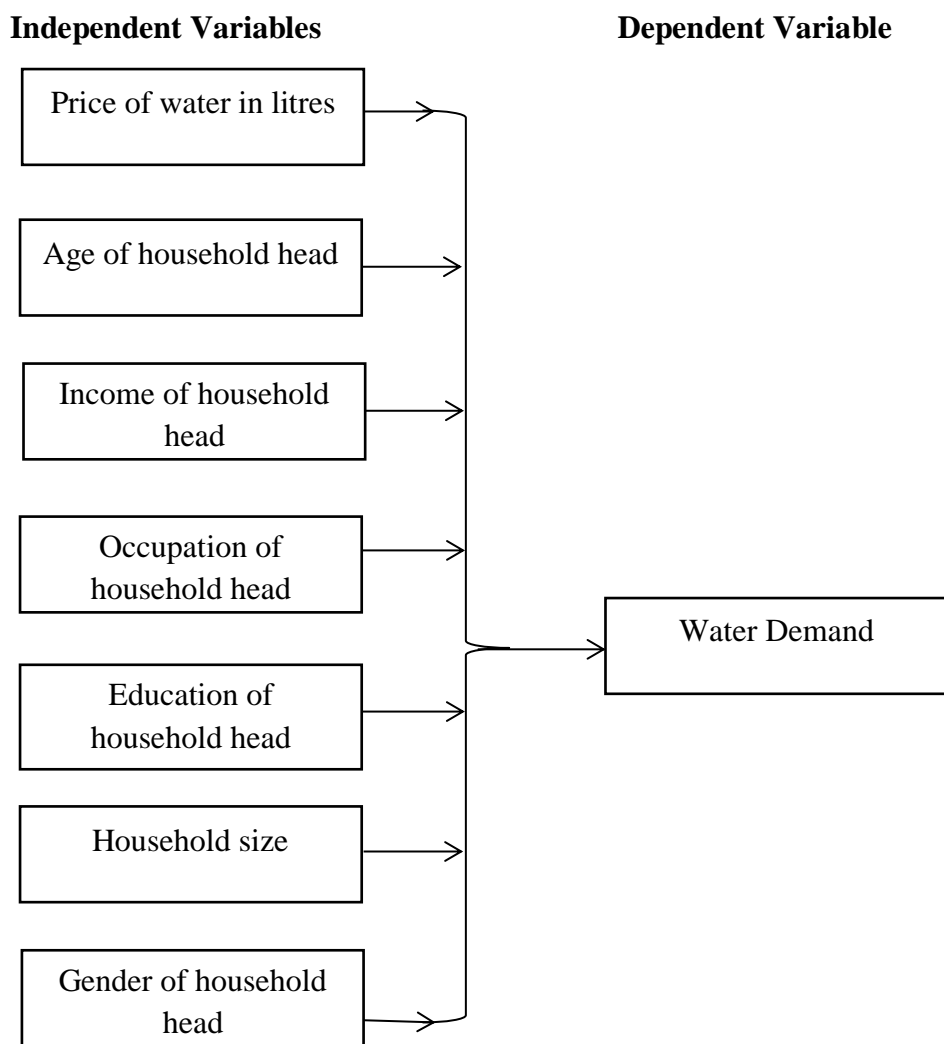 Independent Variables
Dependent Variable
Price of water in litres
Age of household head
Income of household
head
Occupation of
household head
Education of
household head
Household size
Gender of household
head
Water Demand